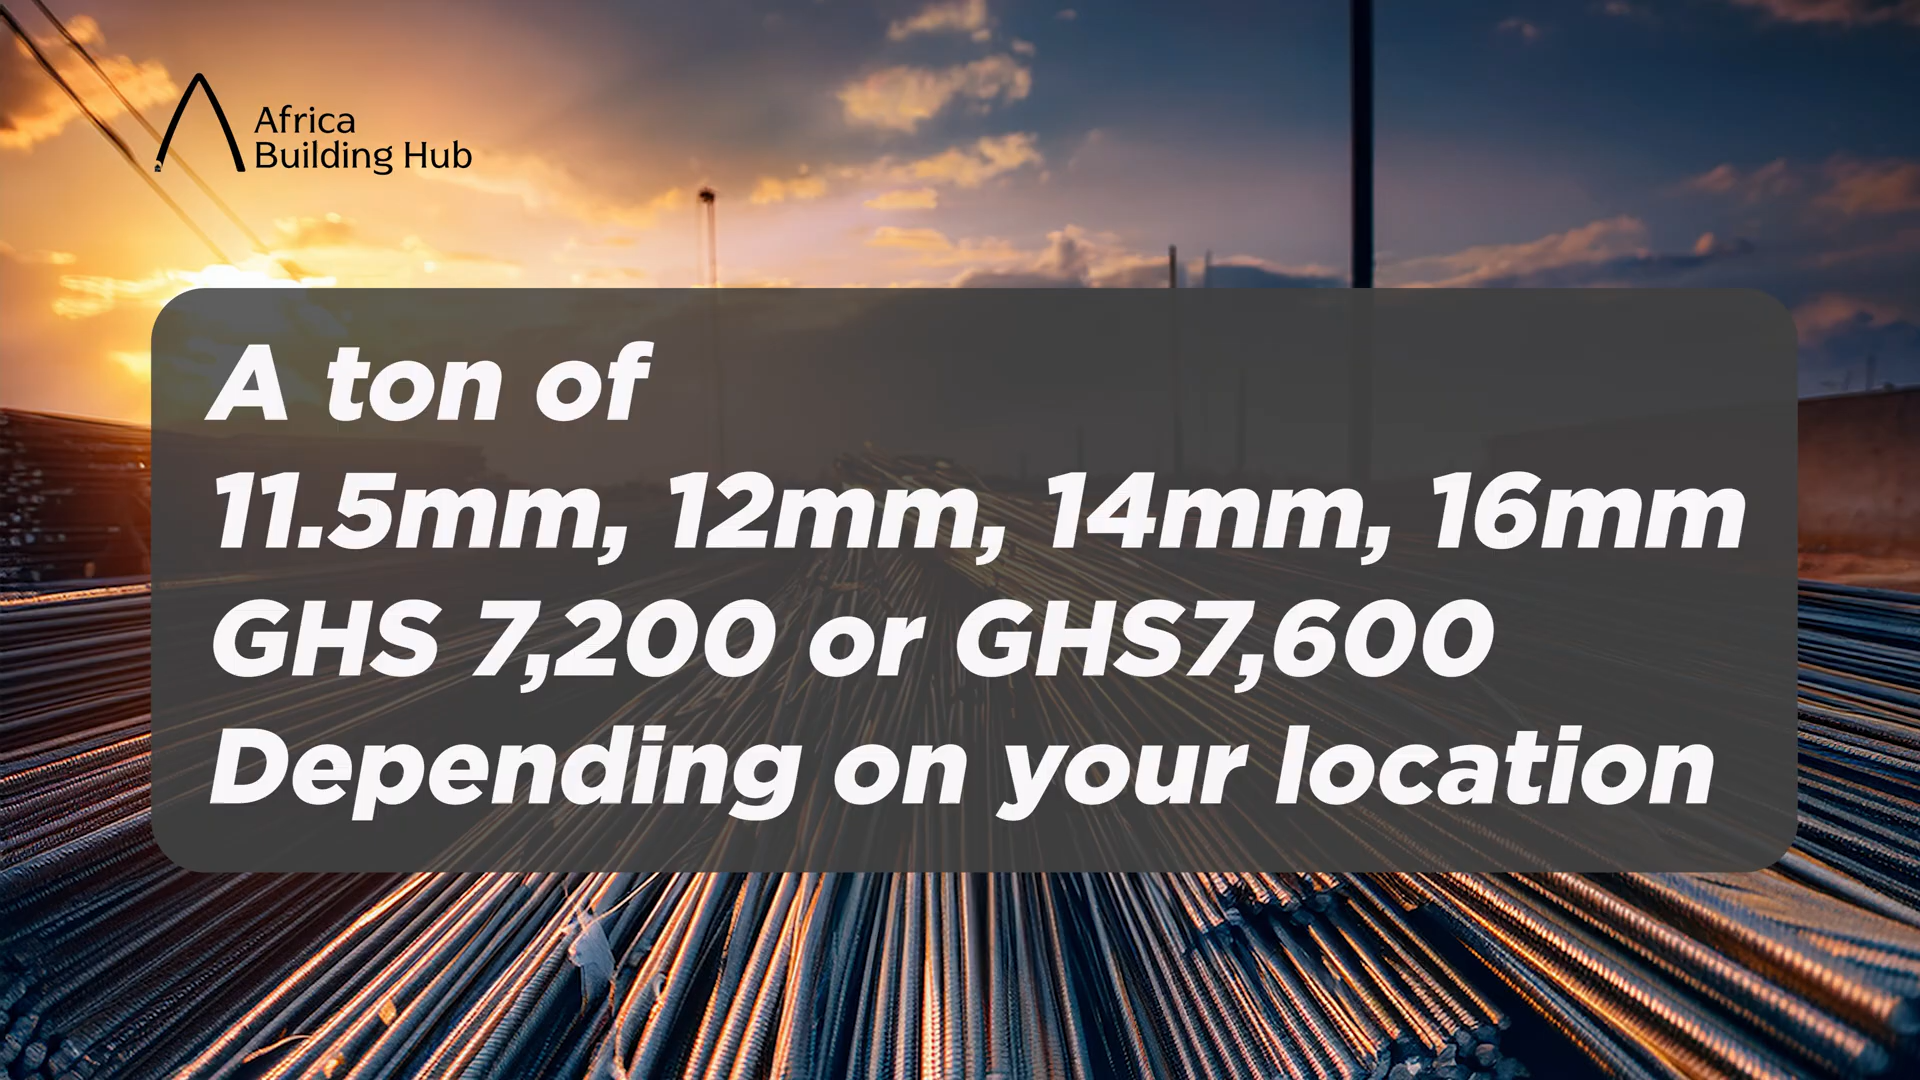 Africa
Building Hub
A ton of
11.5mm, 12mm, 14mm, 16mm
GHS 7,200 or GHS7,600
Depending on your location